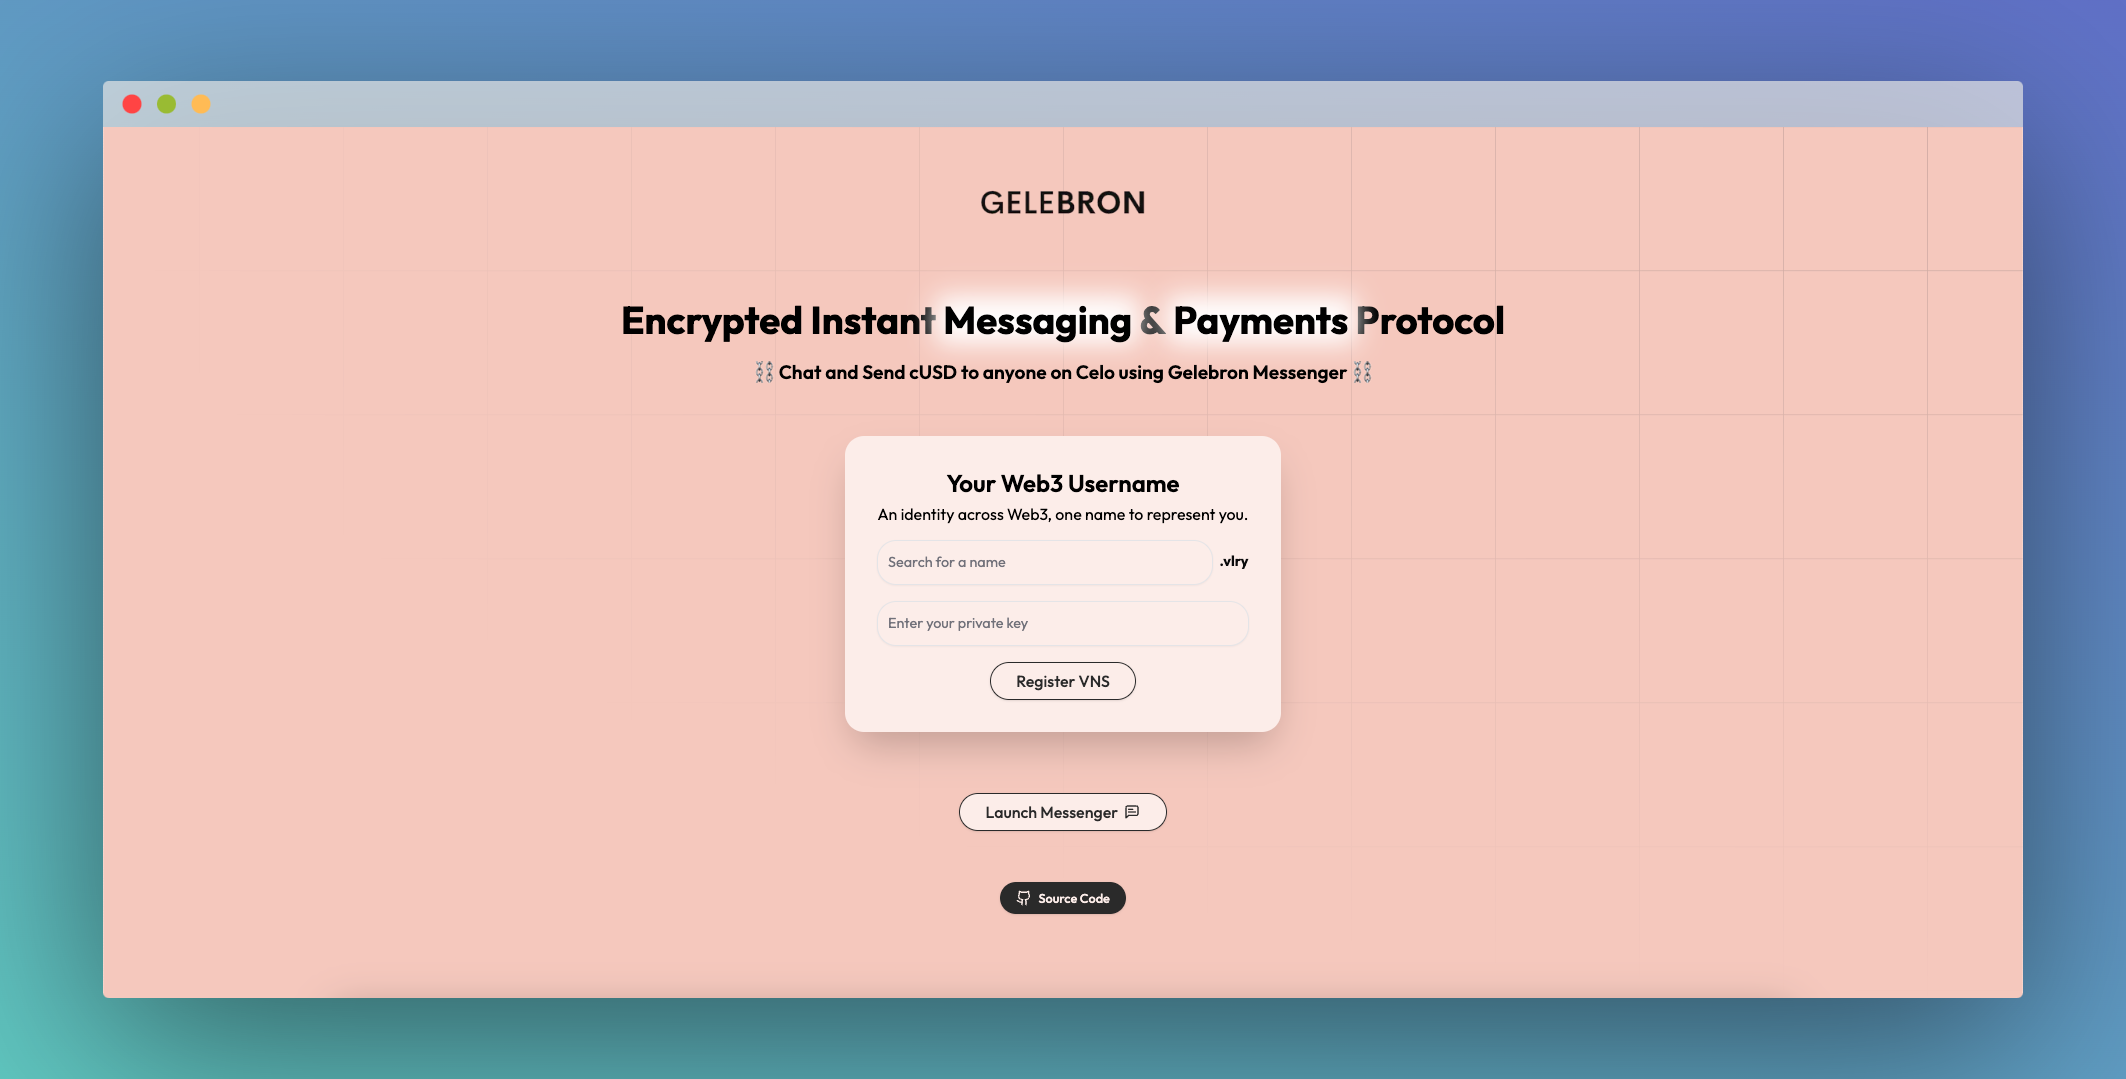 GELEBRON
Encrypted Instant Messaging & Payments Protocol
⛓️⛓️ Chat and Send cUSD to anyone on Celo using Gelebron Messenger ⛓️⛓️
Your Web3 Username
An identity across Web3, one name to represent you.
Search for a name .vlry
Enter your private key
Register VNS
Launch Messenger
Source Code